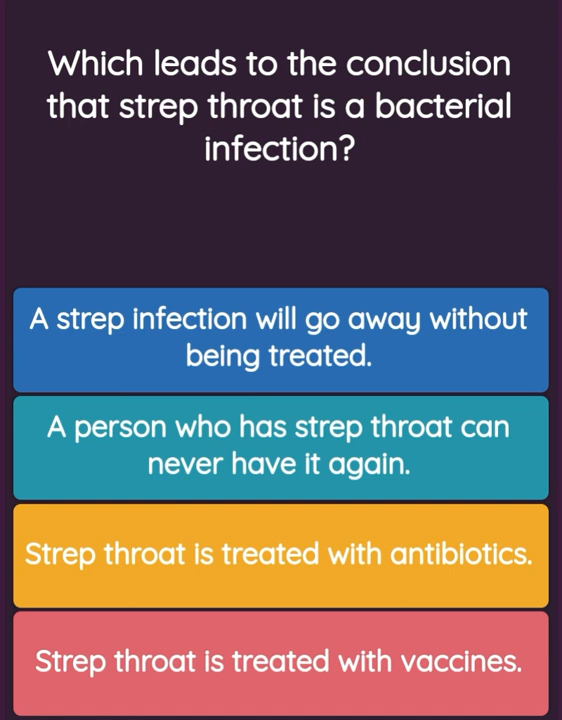 Which leads to the conclusion
that strep throat is a bacterial
infection?
A strep infection will go away without
being treated.
A person who has strep throat can
never have it again.
Strep throat is treated with antibiotics.
Strep throat is treated with vaccines.